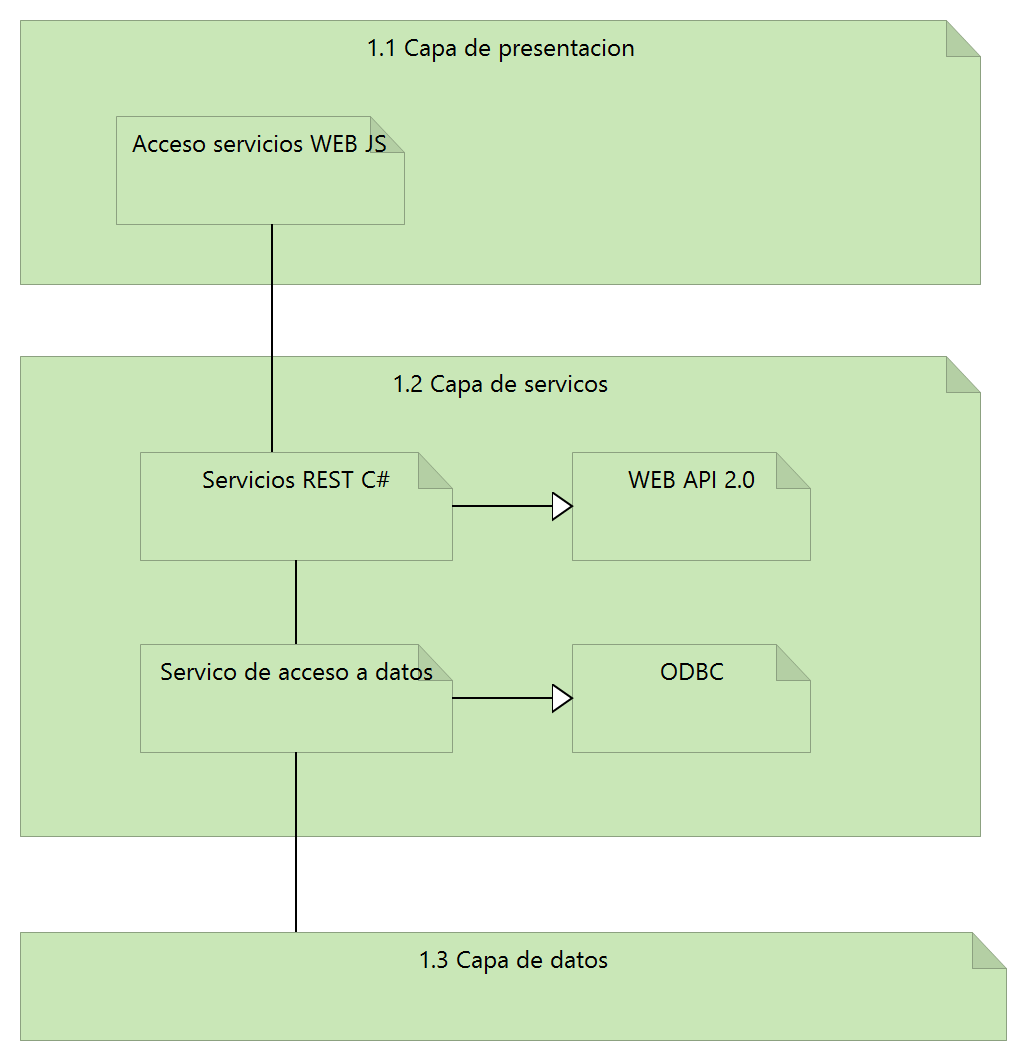 1.1 Capa de presentacion
Acceso servicios WEB JS
1.2 Capa de servicos
Servicios REST C#
WEB API 2.0
Servico de acceso a datos
ODBC
1.3 Capa de datos